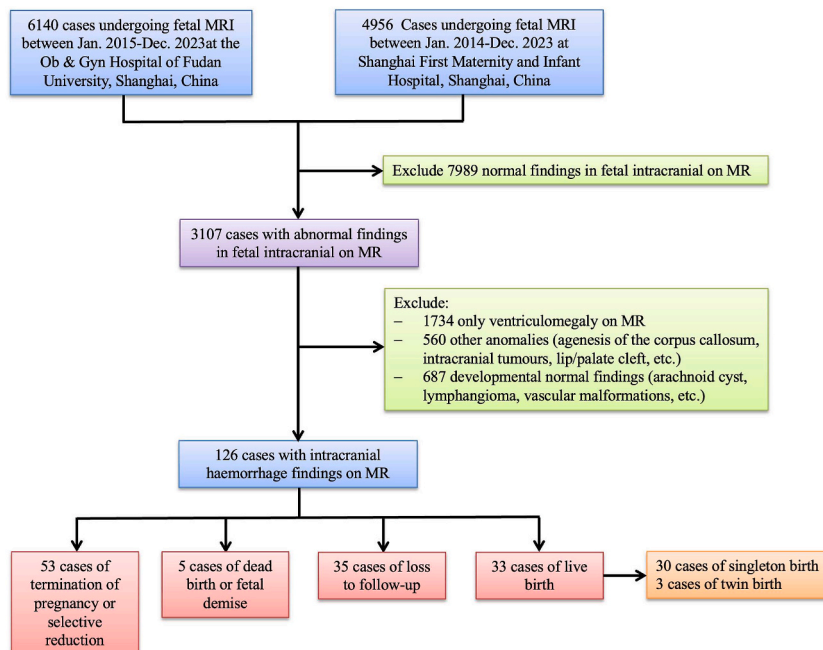 6140 cases undergoing fetal MRI
between Jan. 2015-Dec. 2023at the
Ob & Gyn Hospital of Fudan
University, Shanghai, China
4956 Cases undergoing fetal MRI
between Jan. 2014-Dec. 2023 at
Shanghai First Maternity and Infant
Hospital, Shanghai, China
Exclude 7989 normal findings in fetal intracranial on MR
3107 cases with abnormal findings
in fetal intracranial on MR
Exclude:
– 1734 only ventriculomegaly on MR
– 560 other anomalies (agenesis of the corpus callosum,
intracranial tumours, lip/palate cleft, etc.)
– 687 developmental normal findings (arachnoid cyst,
lymphangioma, vascular malformations, etc.)
126 cases with intracranial
haemorrhage findings on MR
53 cases of
termination of
pregnancy or
selective
reduction
5 cases of dead
birth or fetal
demise
35 cases of loss
to follow-up
33 cases of live
birth
30 cases of singleton birth
3 cases of twin birth